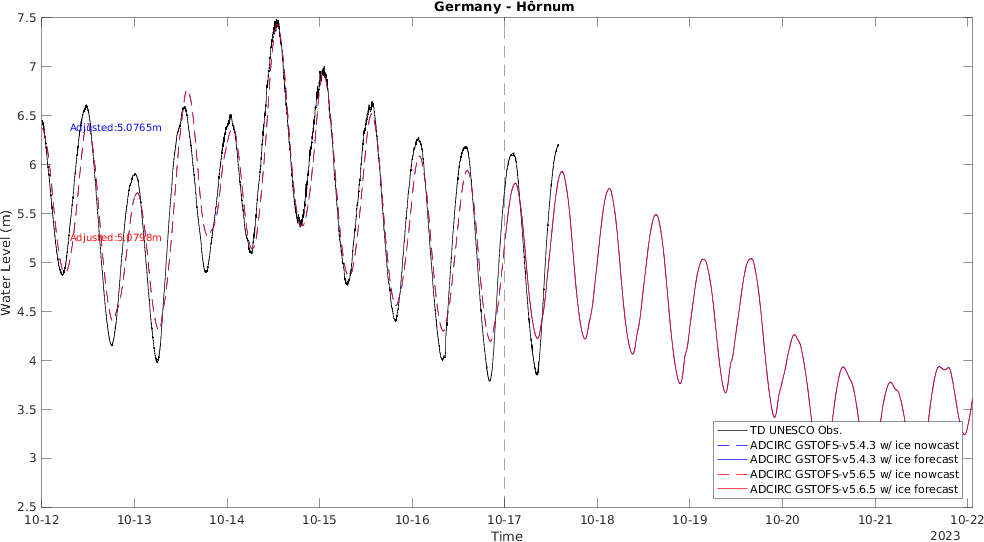 Germany - Hörnum
Water Level (m)
7.5
7
6.5
6
5.5
5
4.5
4
3.5
3
2.5
Adjusted:5.0765m
Adjusted:5.0798m
TD UNESCO Obs.
ADCIRC GSTOFS-v5.4.3 w/ ice nowcast
ADCIRC GSTOFS-v5.4.3 w/ ice forecast
ADCIRC GSTOFS-v5.6.5 w/ ice nowcast
ADCIRC GSTOFS-v5.6.5 w/ ice forecast
10-12 10-13 10-14 10-15 10-16 10-17 10-18 10-19 10-20 10-21 10-22
Time
2023